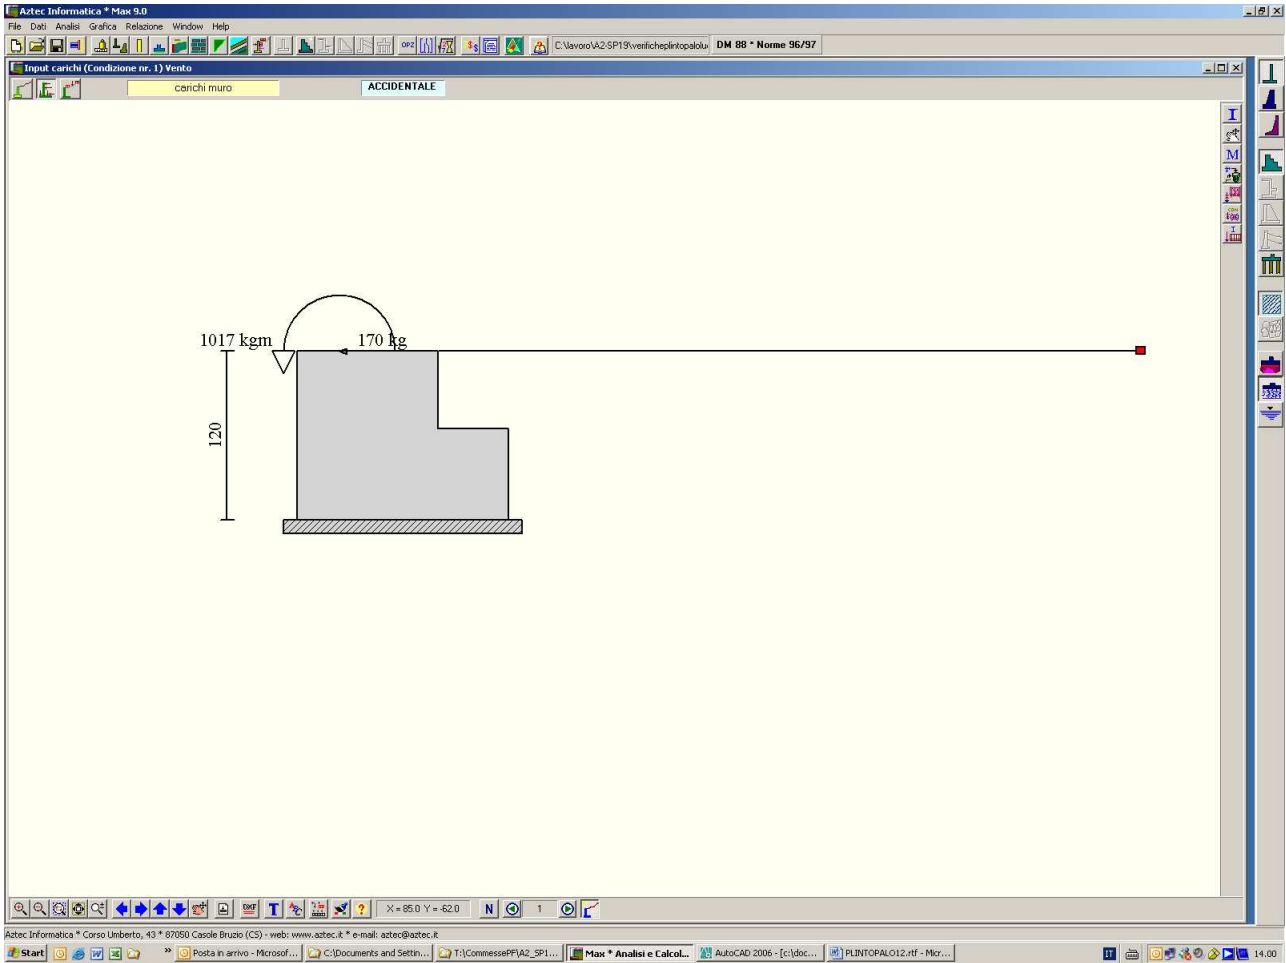 Aztec Informatica * Max 9.0
File Dati Analisi Grafica Relazione Window Help
OPZ C:\lavoro\A2-SP19\verificheplintopalolu DM 88 * Norme 96/97
Input carichi (Condizione nr. 1) Vento
carichi muro ACCIDENTALE
I
M
1017 kgm 170 kg
120
DXF T X = 85.0 Y = -62.0 N 1
Aztec Informatica * Corso Umberto, 43 * 87050 Casole Bruzio (CS) - web: www.aztec.it * e-mail: aztec@aztec.it
Start » Posta in arrivo - Microsof... C:\Documents and Settin... T:\CommessePF\A2_SP1... Max * Analisi e Calcol... AutoCAD 2006 - [c:\doc... PLINTOPALO12.rtf - Micr... IT 14.00